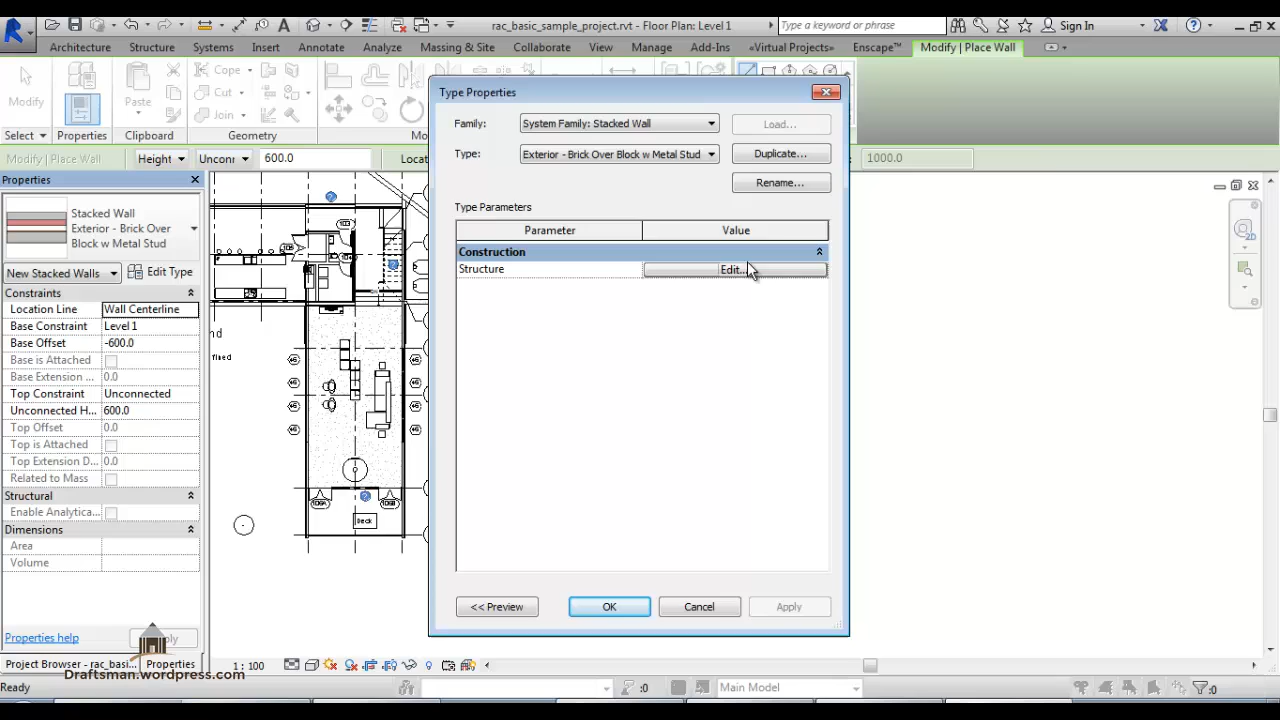 rac_basic_sample_project.rvt - Floor Plan: Level 1
Type a keyword or phrase
Sign In
Architecture Structure Systems Insert Annotate Analyze Massing & Site Collaborate View Manage Add-Ins «Virtual Projects» Enscape™ Modify | Place Wall
Modify
Paste
Cope
Cut
Join
Select Properties Clipboard Geometry
Modify | Place Wall
Height
Unconr
600.0
Locat
1000.0
Properties
Stacked Wall
Exterior - Brick Over
Block w Metal Stud
New Stacked Walls
Edit Type
Constraints
Location Line Wall Centerline
Base Constraint Level 1
Base Offset -600.0
Base is Attached
Base Extension ... 0.0
Top Constraint Unconnected
Unconnected H... 600.0
Top Offset 0.0
Top is Attached
Top Extension D... 0.0
Related to Mass
Structural
Enable Analytica...
Dimensions
Area
Volume
Properties help
Project Browser - rac_basi... Properties
Draftsman.wordpress.com
Ready
Type Properties
Family: System Family: Stacked Wall Load...
Type: Exterior - Brick Over Block w Metal Stud Duplicate...
Rename...
Type Parameters
Parameter Value
Construction
Structure Edit...
<< Preview OK Cancel Apply
nd
fised
Deck
1 : 100
:0
Main Model
:0